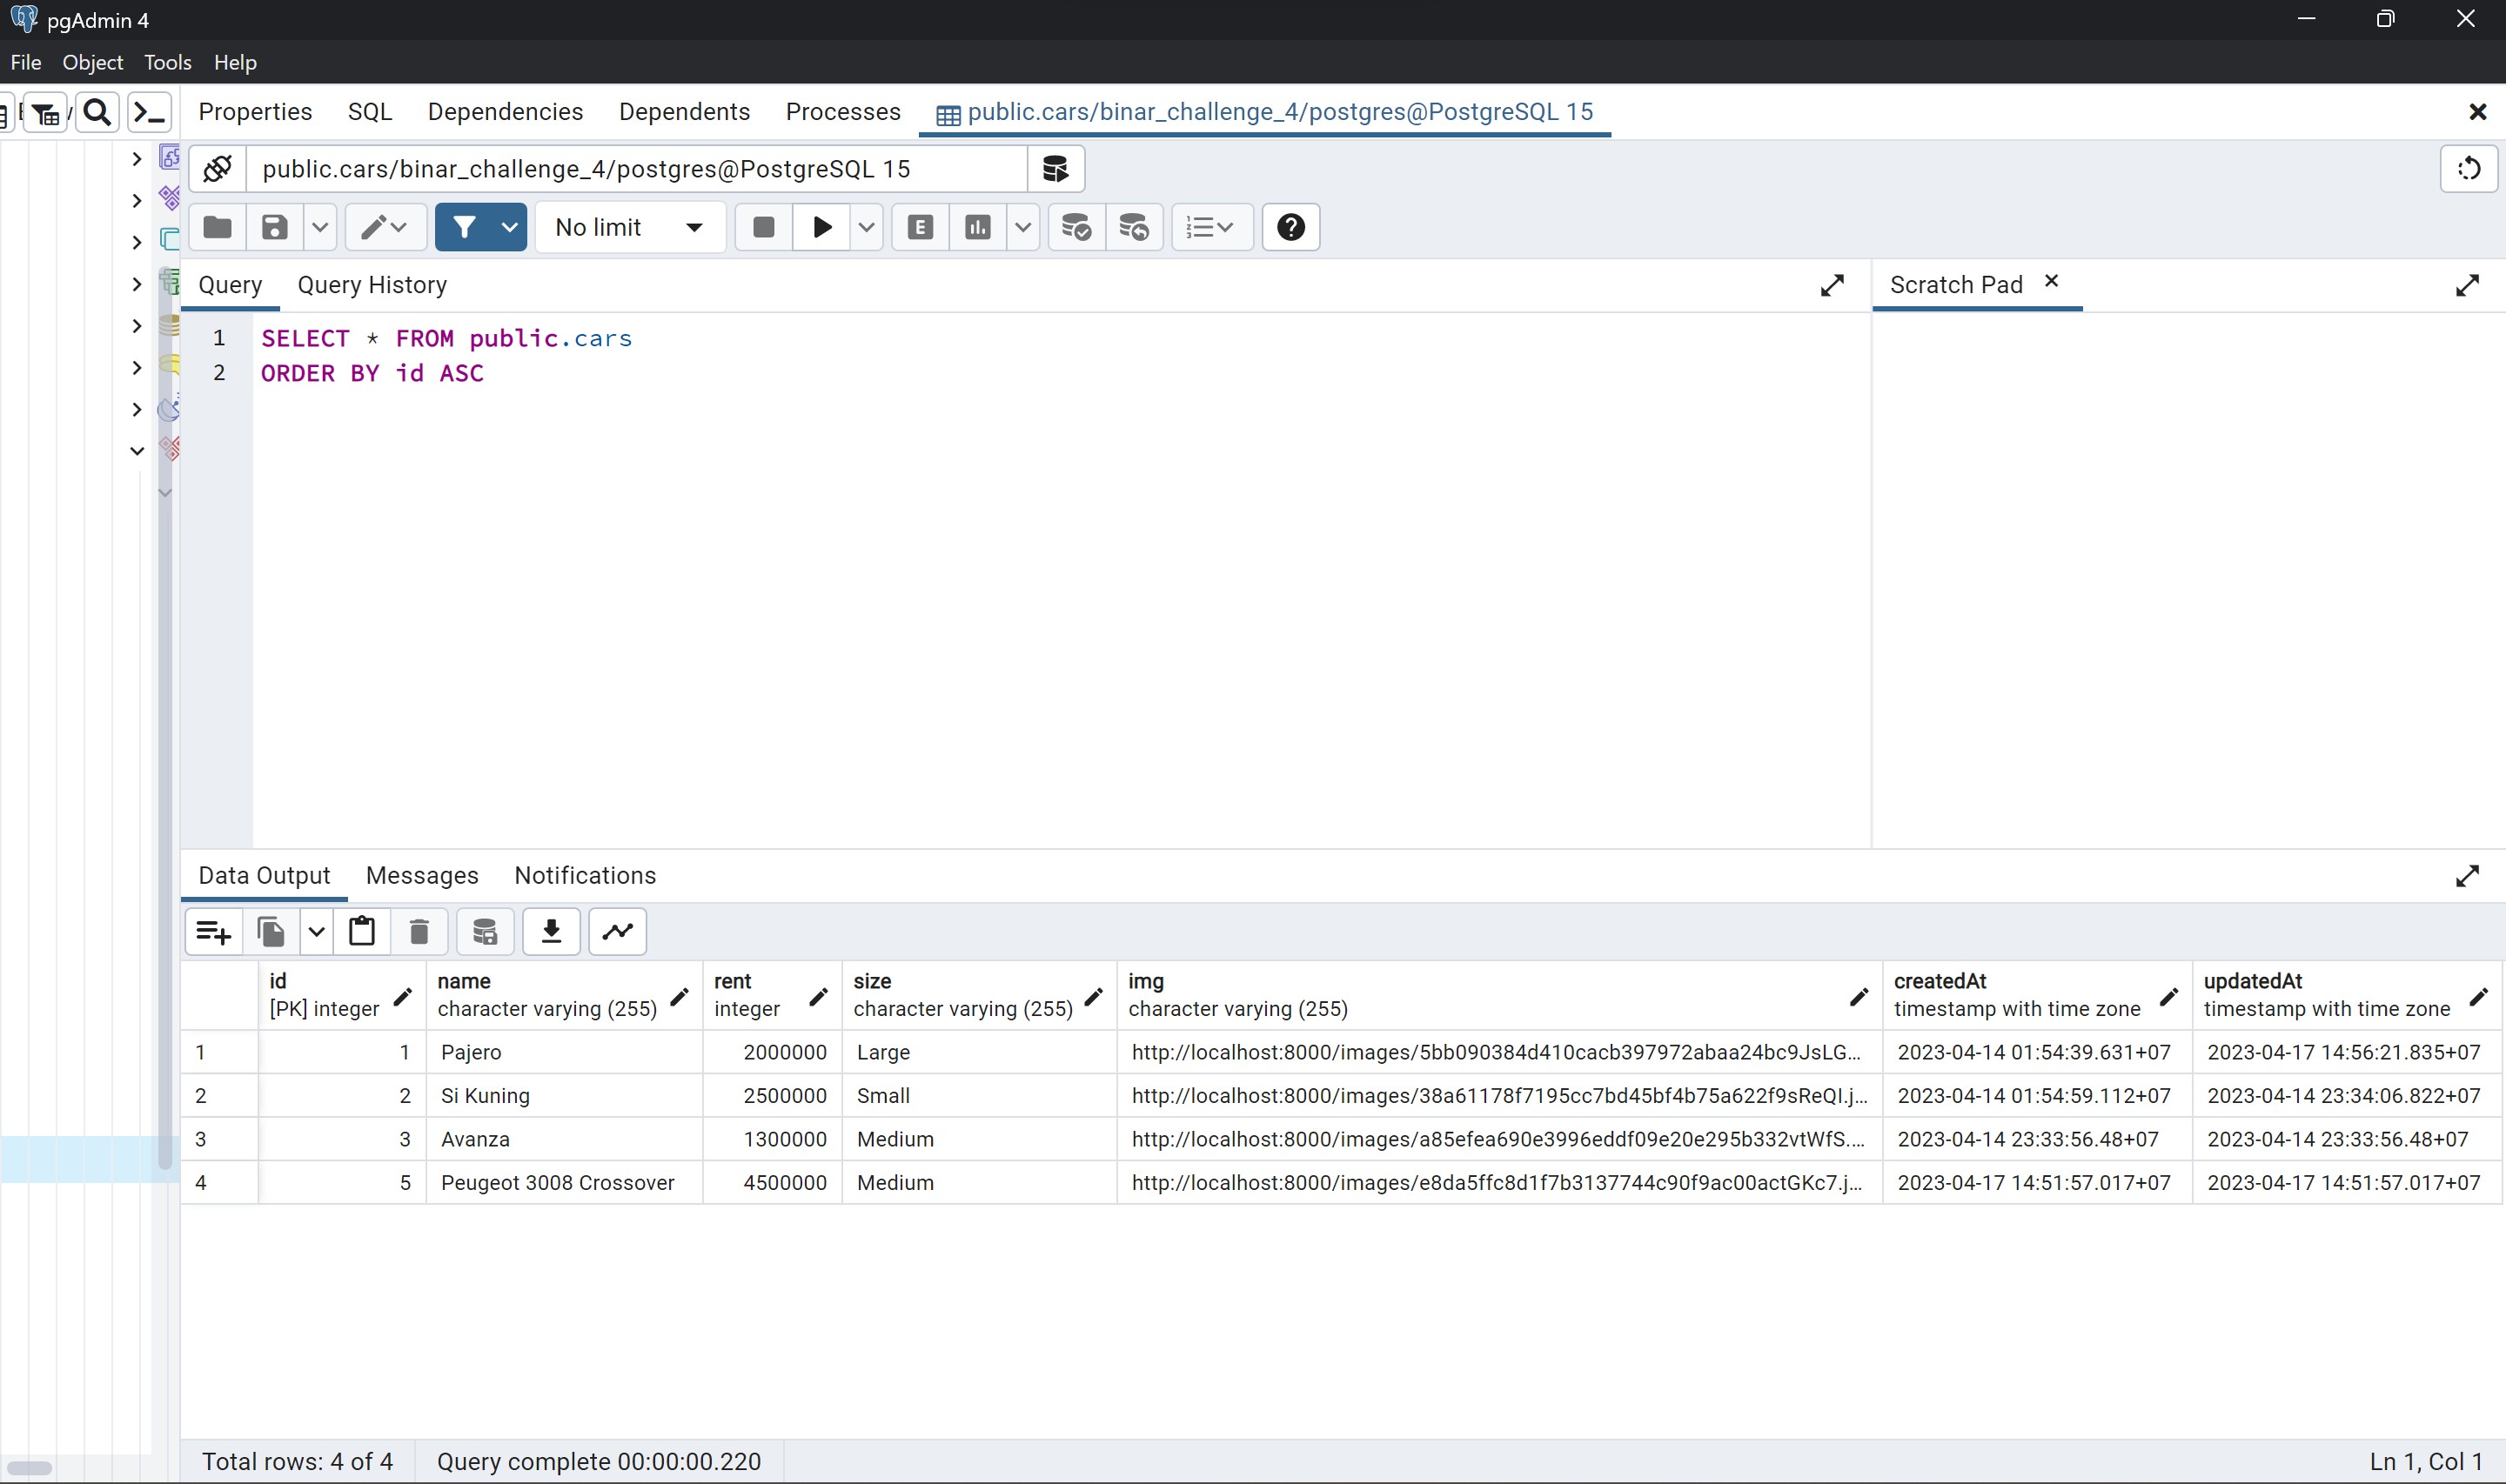 pgAdmin 4
File Object Tools Help
Properties SQL Dependencies Dependents Processes public.cars/binar_challenge_4/postgres@PostgreSQL 15
public.cars/binar_challenge_4/postgres@PostgreSQL 15
No limit
Query Query History Scratch Pad
1 SELECT * FROM public.cars
2 ORDER BY id ASC
Data Output Messages Notifications
id name rent size img createdAt updatedAt
[PK] integer character varying (255) integer character varying (255) character varying (255) timestamp with time zone timestamp with time zone
1 1 Pajero 2000000 Large http://localhost:8000/images/5bb090384d410cacb397972abaa24bc9JsLG... 2023-04-14 01:54:39.631+07 2023-04-17 14:56:21.835+07
2 2 Si Kuning 2500000 Small http://localhost:8000/images/38a61178f7195cc7bd45bf4b75a622f9sReQI.j... 2023-04-14 01:54:59.112+07 2023-04-14 23:34:06.822+07
3 3 Avanza 1300000 Medium http://localhost:8000/images/a85efea690e3996eddf09e20e295b332vtWfS.... 2023-04-14 23:33:56.48+07 2023-04-14 23:33:56.48+07
4 5 Peugeot 3008 Crossover 4500000 Medium http://localhost:8000/images/e8da5ffc8d1f7b3137744c90f9ac00actGKc7.j... 2023-04-17 14:51:57.017+07 2023-04-17 14:51:57.017+07
Total rows: 4 of 4 Query complete 00:00:00.220 Ln 1, Col 1